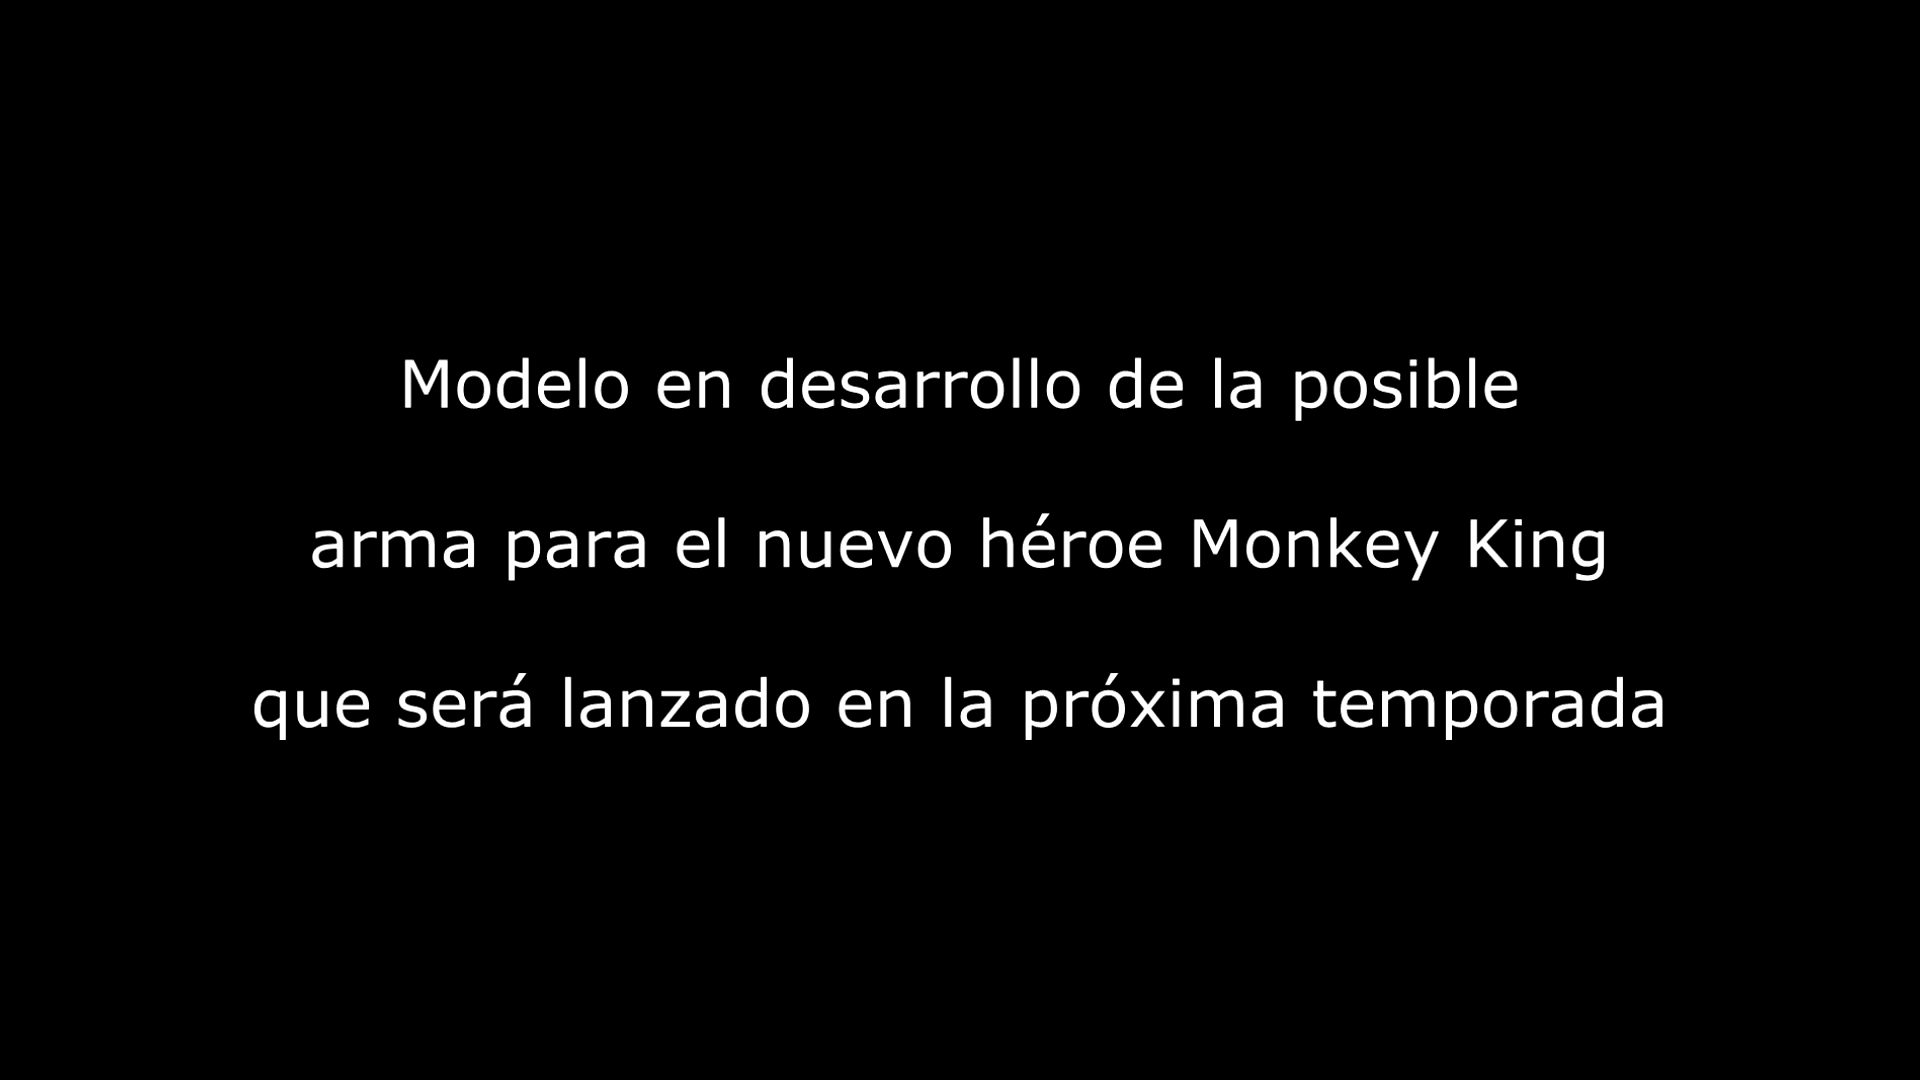 Modelo en desarrollo de la posible
arma para el nuevo héroe Monkey King
que será lanzado en la próxima temporada